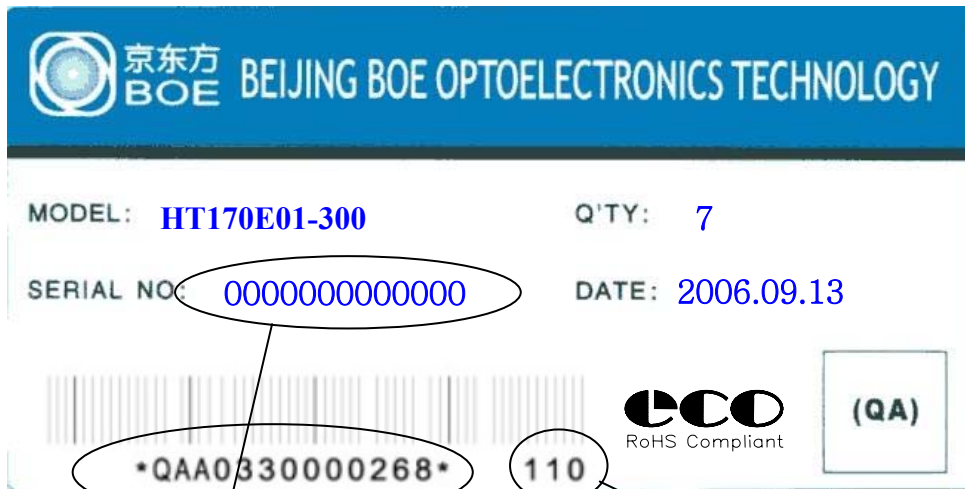 京东方
BOE BEIJING BOE OPTOELECTRONICS TECHNOLOGY
MODEL: HT170E01-300 Q'TY: 7
SERIAL NO: 0000000000000 DATE: 2006.09.13
eco
RoHS Compliant
(QA)
*QAA0330000268* 110